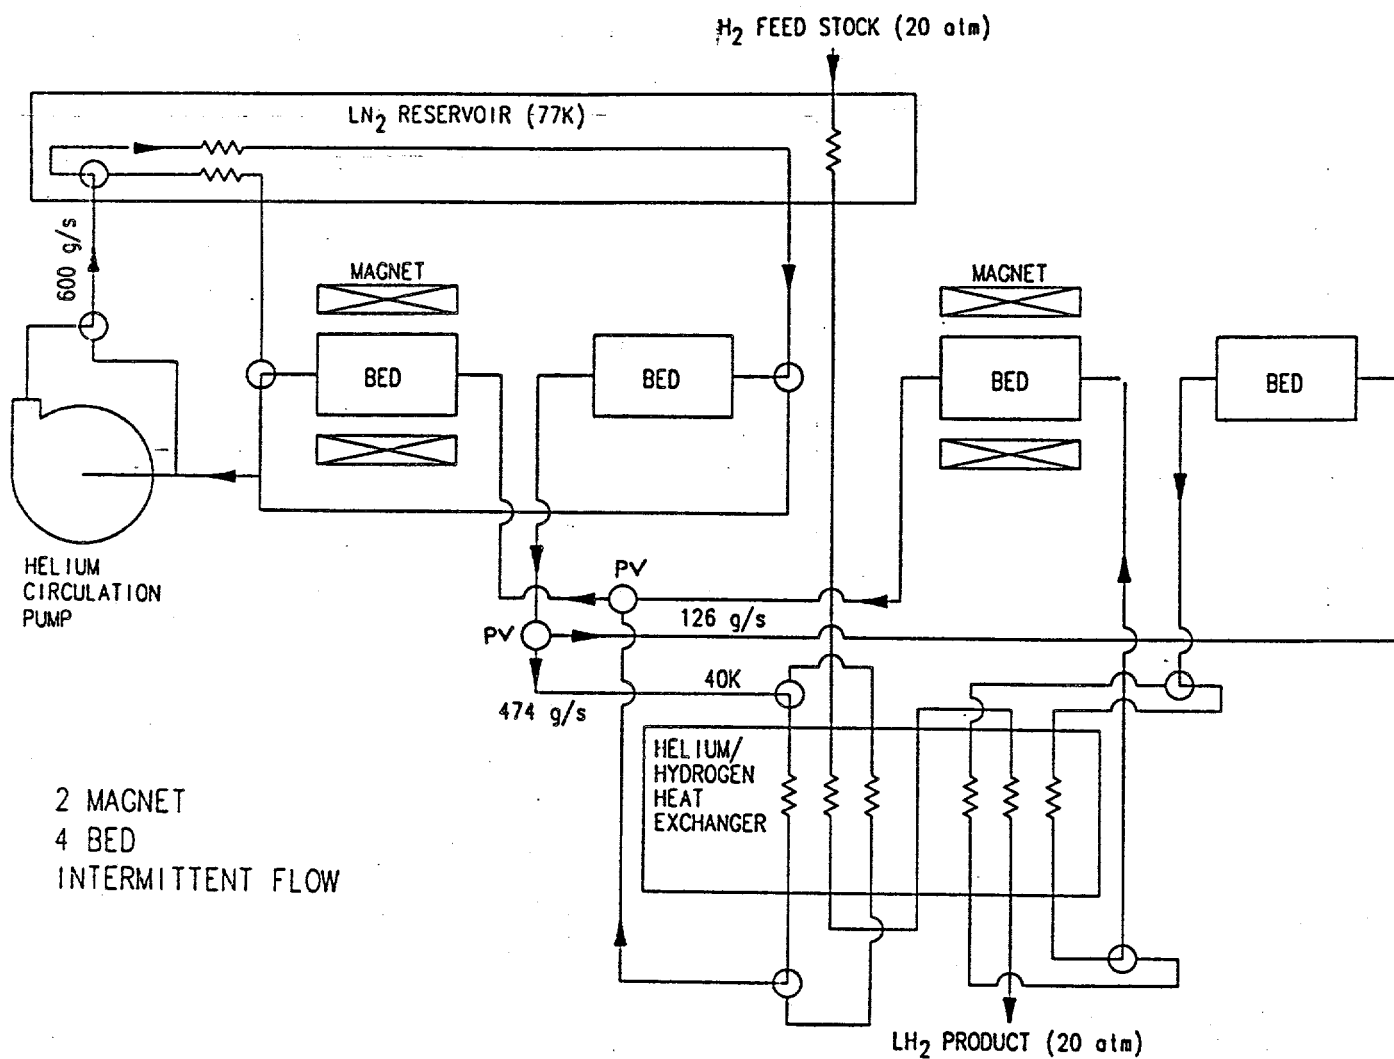 H2 FEED STOCK (20 atm)
LN2 RESERVOIR (77K)
600 g/s
MAGNET
MAGNET
BED
BED
BED
BED
HELIUM
CIRCULATION
PUMP
PV
126 g/s
PV
40K
474 g/s
HELIUM/
HYDROGEN
HEAT
EXCHANGER
2 MAGNET
4 BED
INTERMITTENT FLOW
LH2 PRODUCT (20 atm)